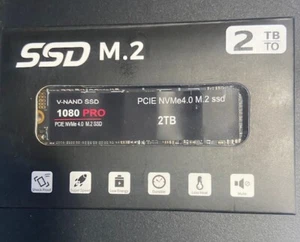 SSD M.2
2 TB
TO
V-NAND SSD
1080 PRO
PCIE NVMe 4.0 M.2 SSD
PCIE NVMe4.0 M.2 ssd
2TB